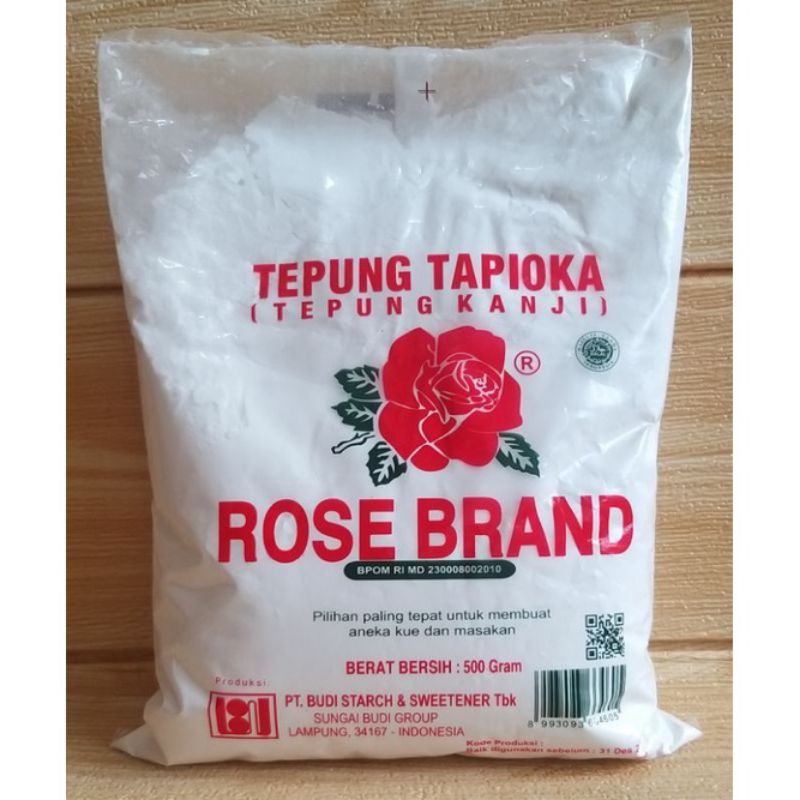 TEPUNG TAPIOKA
(TEPUNG KANJI)
®
ROSE BRAND
BPOM RI MD 230008002010
Pilihan paling tepat untuk membuat
aneka kue dan masakan
BERAT BERSIH : 500 Gram
Produksi:
PT. BUDI STARCH & SWEETENER Tbk
SUNGAI BUDI GROUP
LAMPUNG, 34167 - INDONESIA
8 993093
Kode Produksi :
Baik digunakan sebelum : 31 Des